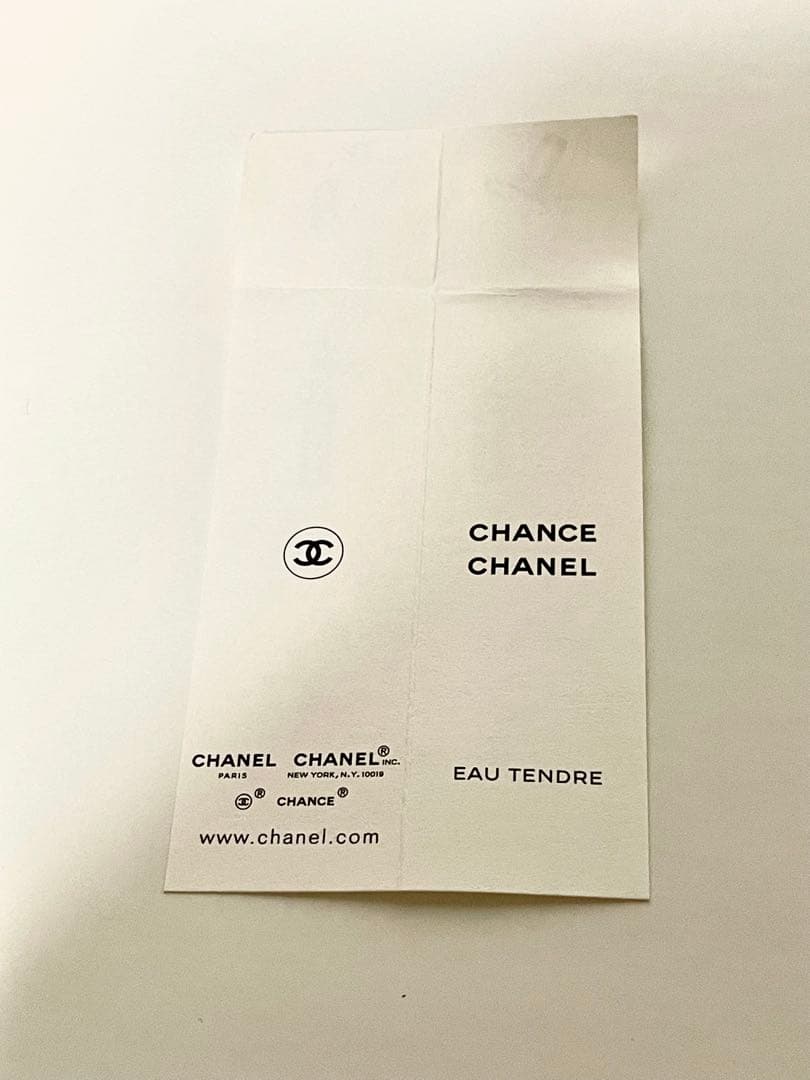 CHANCE
CHANEL
CHANEL CHANEL® INC.
PARIS NEW YORK, N.Y. 10019
® CHANCE®
www.chanel.com
EAU TENDRE